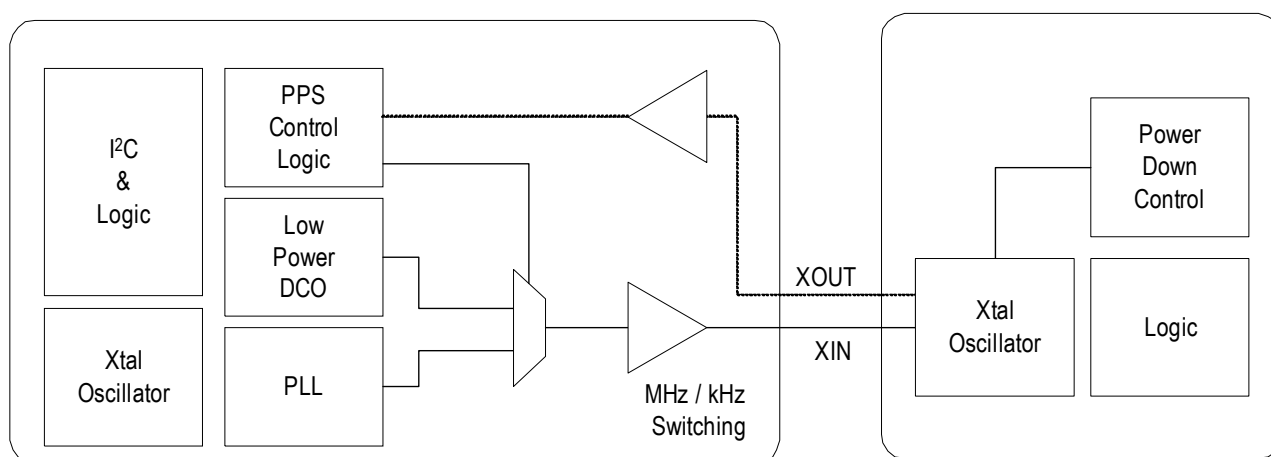 I²C
&
Logic
PPS
Control
Logic
Low
Power
DCO
Xtal
Oscillator
PLL
MHz / kHz
Switching
XOUT
XIN
Power
Down
Control
Xtal
Oscillator
Logic